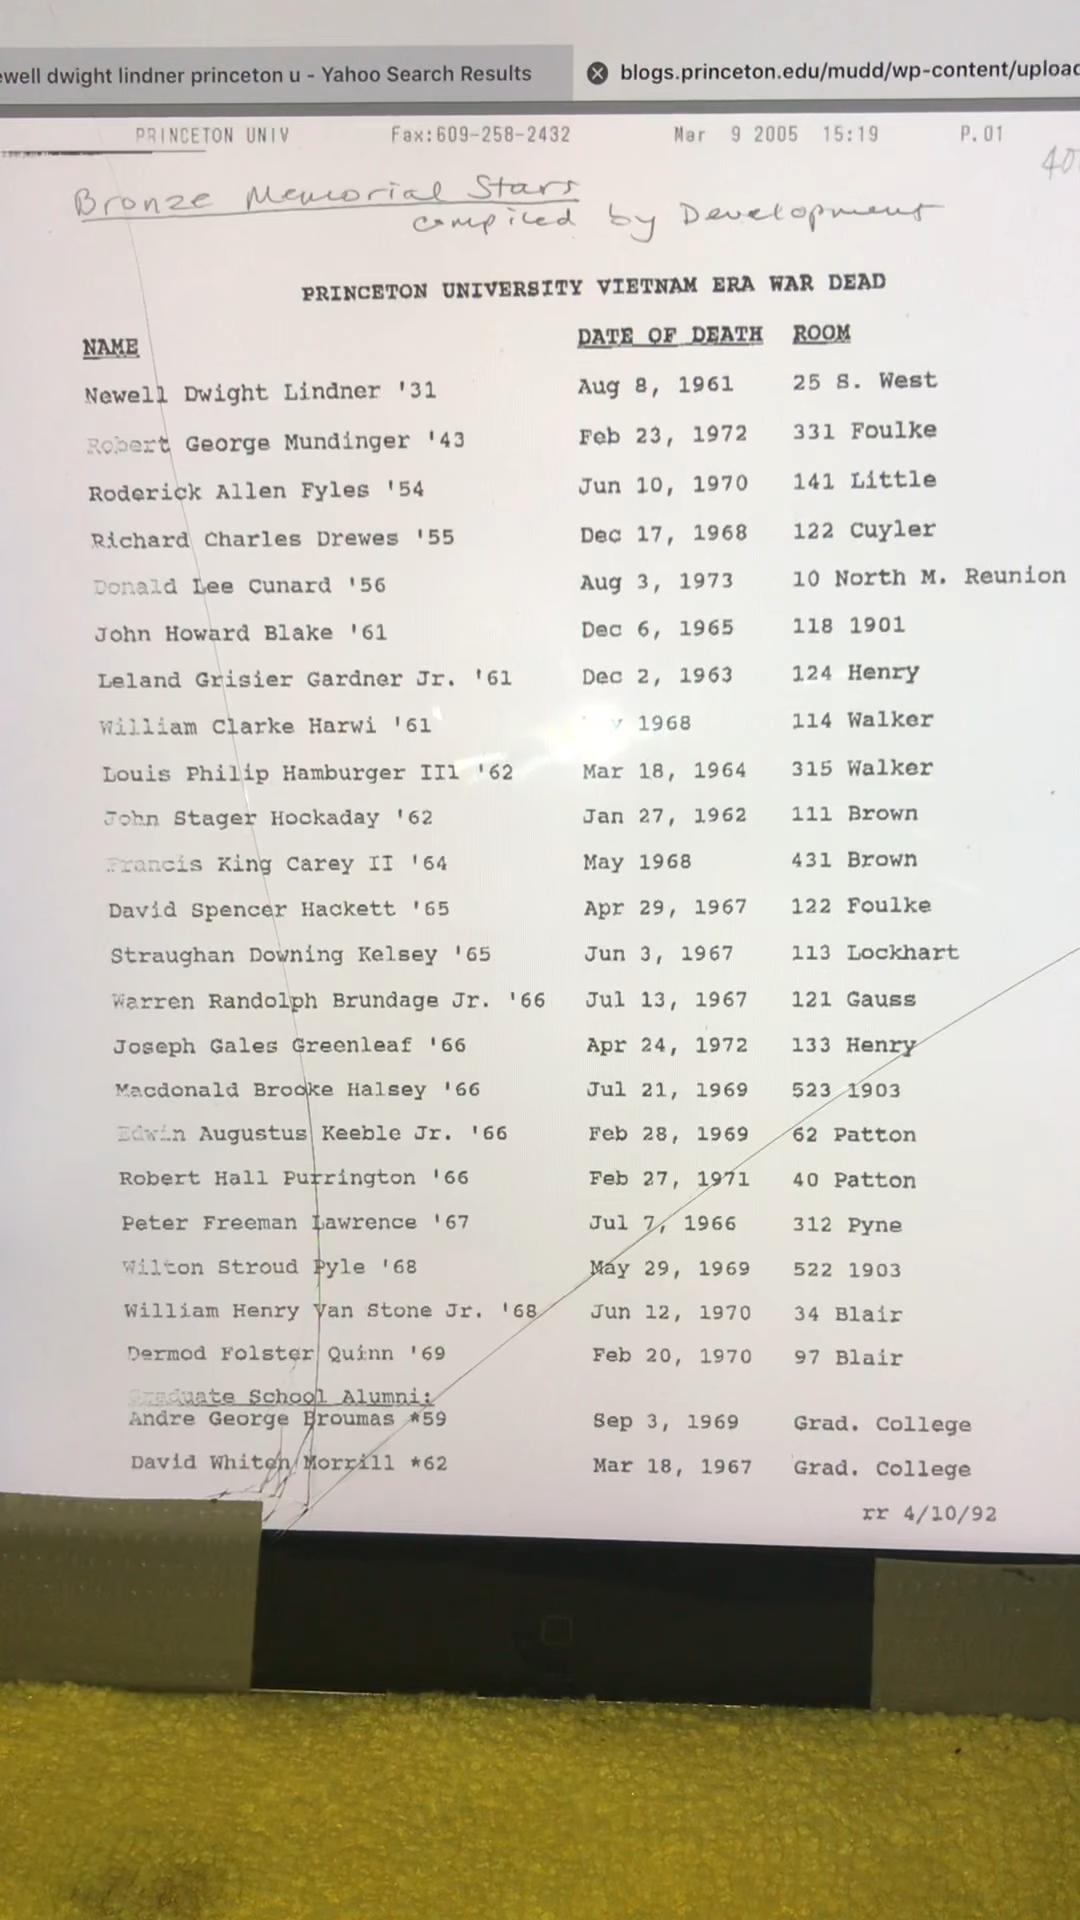 ewell dwight lindner princeton u - Yahoo Search Results
blogs.princeton.edu/mudd/wp-content/upload
PRINCETON UNIV Fax:609-258-2432 Mar 9 2005 15:19 P.01
40
Bronze Memorial Stars
compiled by Development
PRINCETON UNIVERSITY VIETNAM ERA WAR DEAD
NAME DATE OF DEATH ROOM
Newell Dwight Lindner '31 Aug 8, 1961 25 S. West
Robert George Mundinger '43 Feb 23, 1972 331 Foulke
Roderick Allen Fyles '54 Jun 10, 1970 141 Little
Richard Charles Drewes '55 Dec 17, 1968 122 Cuyler
Donald Lee Cunard '56 Aug 3, 1973 10 North M. Reunion
John Howard Blake '61 Dec 6, 1965 118 1901
Leland Grisier Gardner Jr. '61 Dec 2, 1963 124 Henry
William Clarke Harwi '61 1968 114 Walker
Louis Philip Hamburger III '62 Mar 18, 1964 315 Walker
John Stager Hockaday '62 Jan 27, 1962 111 Brown
Francis King Carey II '64 May 1968 431 Brown
David Spencer Hackett '65 Apr 29, 1967 122 Foulke
Straughan Downing Kelsey '65 Jun 3, 1967 113 Lockhart
Warren Randolph Brundage Jr. '66 Jul 13, 1967 121 Gauss
Joseph Gales Greenleaf '66 Apr 24, 1972 133 Henry
Macdonald Brooke Halsey '66 Jul 21, 1969 523 1903
Edwin Augustus Keeble Jr. '66 Feb 28, 1969 62 Patton
Robert Hall Purrington '66 Feb 27, 1971 40 Patton
Peter Freeman Lawrence '67 Jul 7, 1966 312 Pyne
Wilton Stroud Pyle '68 May 29, 1969 522 1903
William Henry Van Stone Jr. '68 Jun 12, 1970 34 Blair
Dermod Folster Quinn '69 Feb 20, 1970 97 Blair
Graduate School Alumni:
Andre George Broumas *59 Sep 3, 1969 Grad. College
David Whiten Morrill *62 Mar 18, 1967 Grad. College
rr 4/10/92